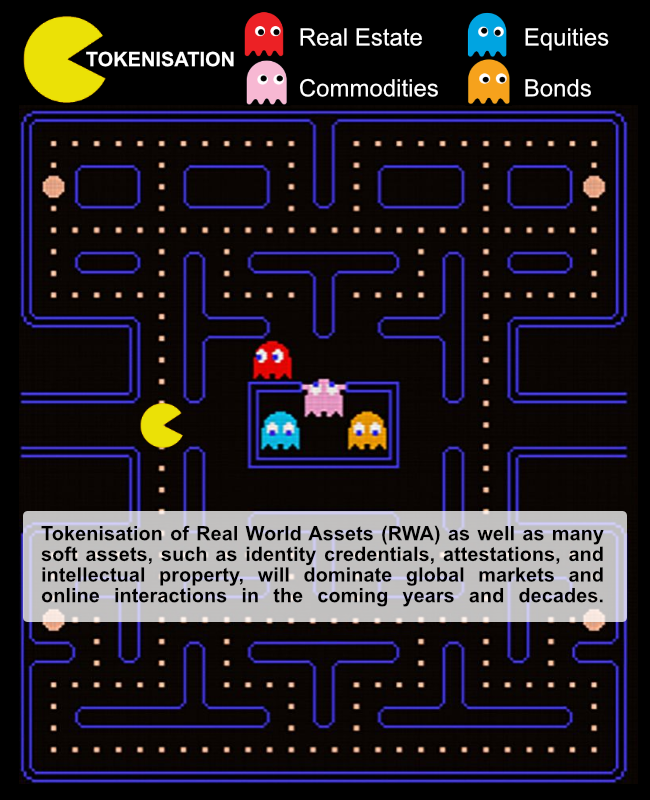 TOKENISATION
Real Estate
Equities
Commodities
Bonds
Tokenisation of Real World Assets (RWA) as well as many
soft assets, such as identity credentials, attestations, and
intellectual property, will dominate global markets and
online interactions in the coming years and decades.